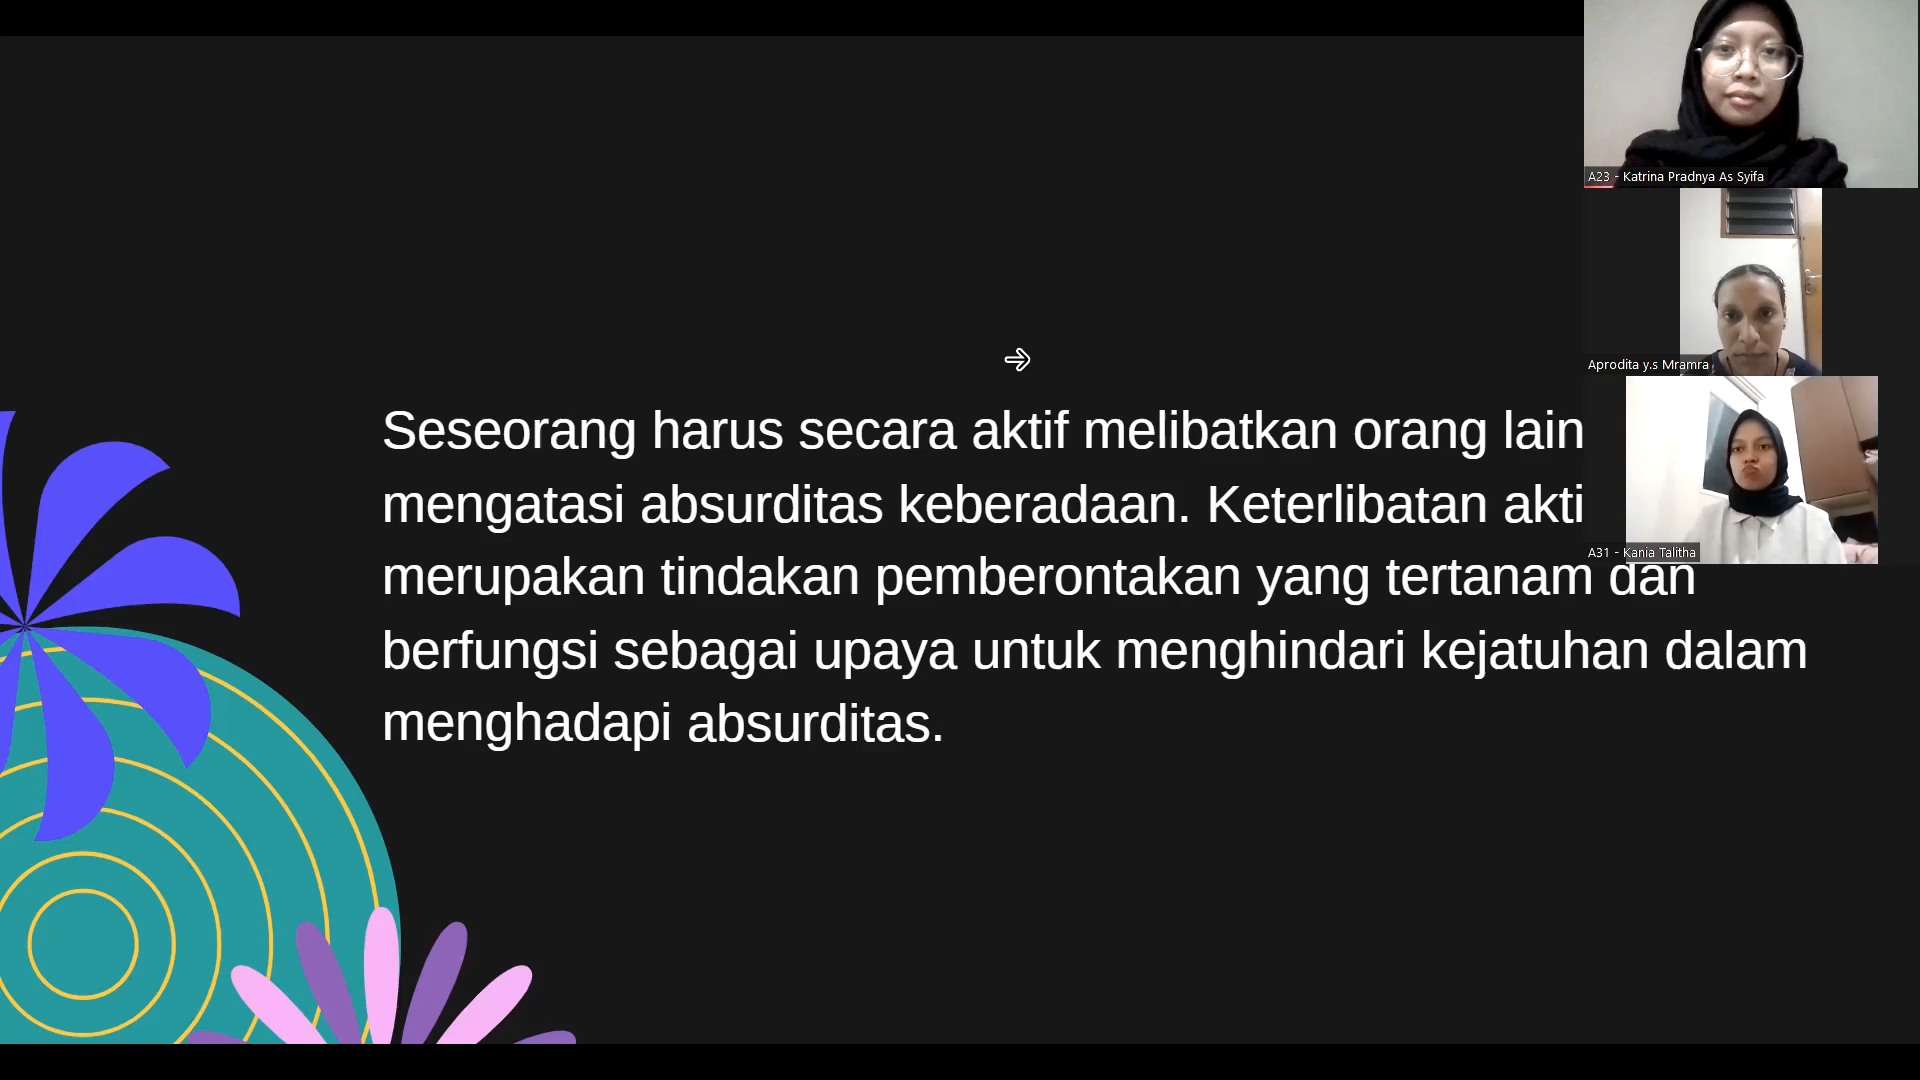 A23 - Katrina Pradnya As Syifa
Aprodita y.s Mramra
A31 - Kania Talitha
Seseorang harus secara aktif melibatkan orang lain
mengatasi absurditas keberadaan. Keterlibatan akti
merupakan tindakan pemberontakan yang tertanam dan
berfungsi sebagai upaya untuk menghindari kejatuhan dalam
menghadapi absurditas.